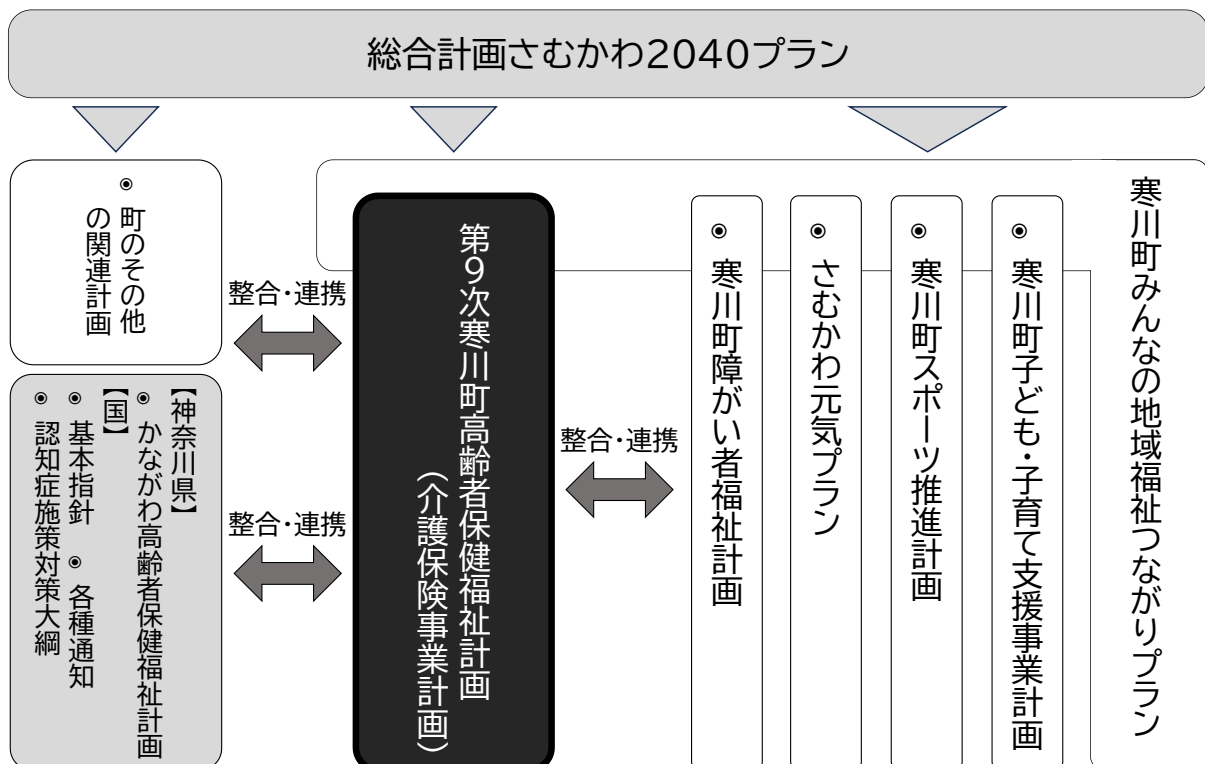 総合計画さむかわ2040プラン
寒川町みんなの地域福祉つながりプラン
◉ 寒川町子ども・子育て支援事業計画
◉ 寒川町スポーツ推進計画
◉ さむかわ元気プラン
◉ 寒川町障がい者福祉計画
整合・連携
第9次寒川町高齢者保健福祉計画
(介護保険事業計画)
整合・連携
整合・連携
◉ 町のその他
の関連計画
【神奈川県】
◉ かながわ高齢者保健福祉計画
【国】
◉ 基本指針 ◉ 各種通知
◉ 認知症施策対策大綱